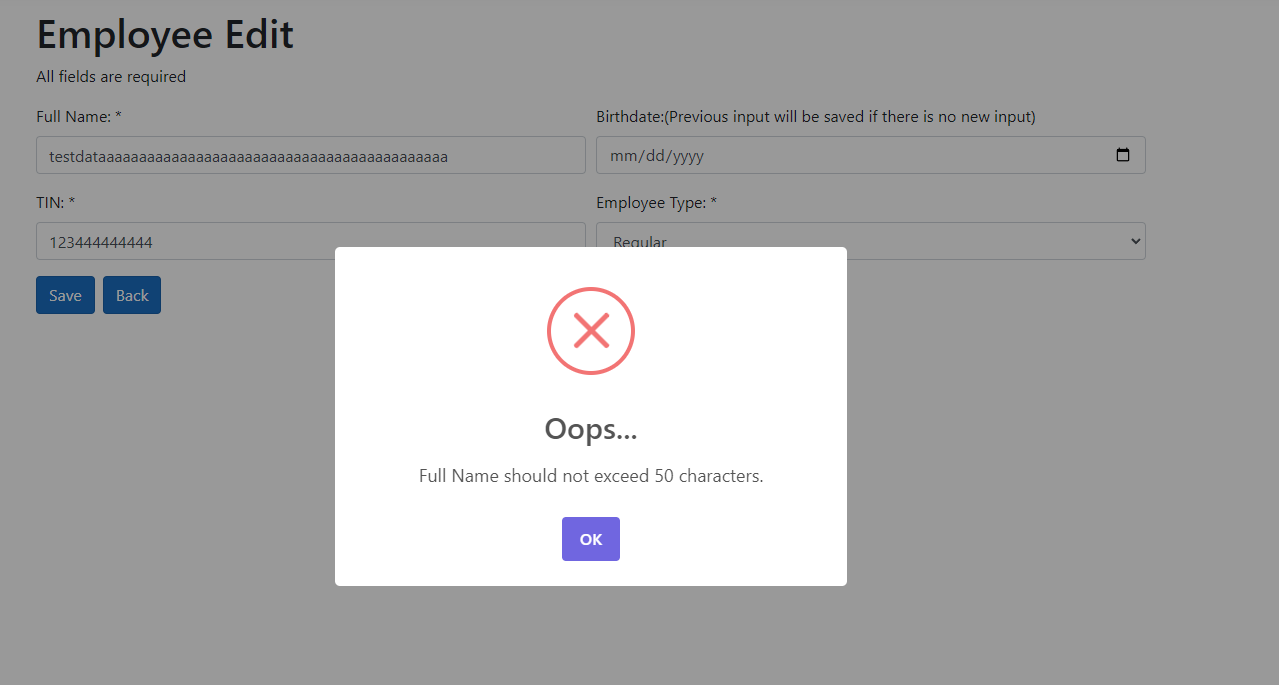 Employee Edit
All fields are required
Full Name: *
Birthdate:(Previous input will be saved if there is no new input)
testdataaaaaaaaaaaaaaaaaaaaaaaaaaaaaaaaaaaaaaaaaaaa
mm/dd/yyyy
TIN: *
Employee Type: *
123444444444
Regular
Save
Back
Oops...
Full Name should not exceed 50 characters.
OK